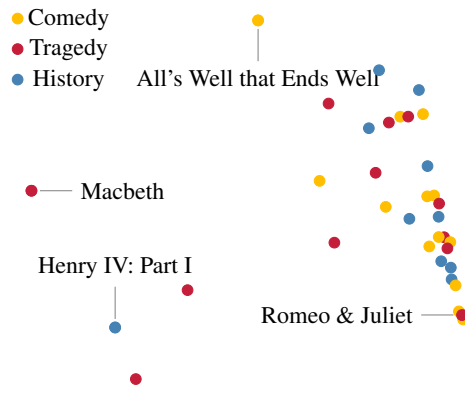 Comedy
Tragedy
History
All's Well that Ends Well
Macbeth
Henry IV: Part I
Romeo & Juliet